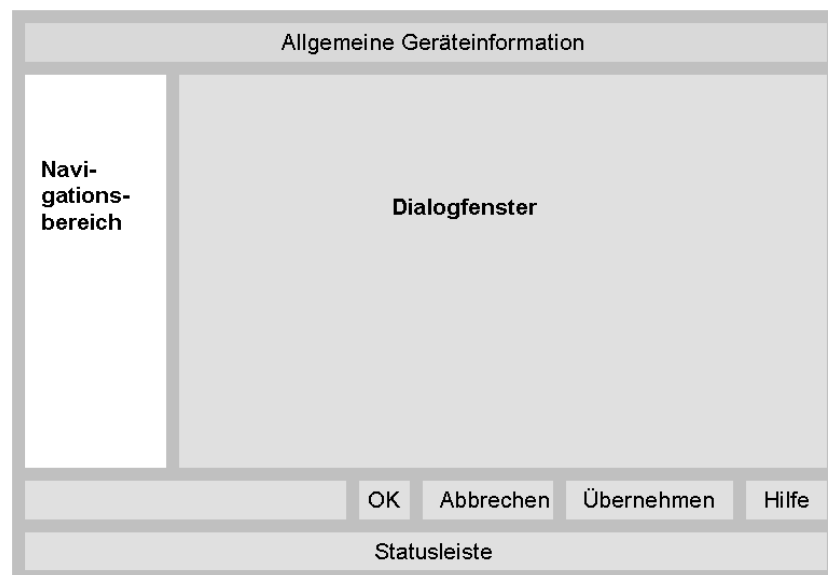 Allgemeine Geräteinformation
Navi-
gations-
bereich
Dialogfenster
OK Abbrechen Übernehmen Hilfe
Statusleiste